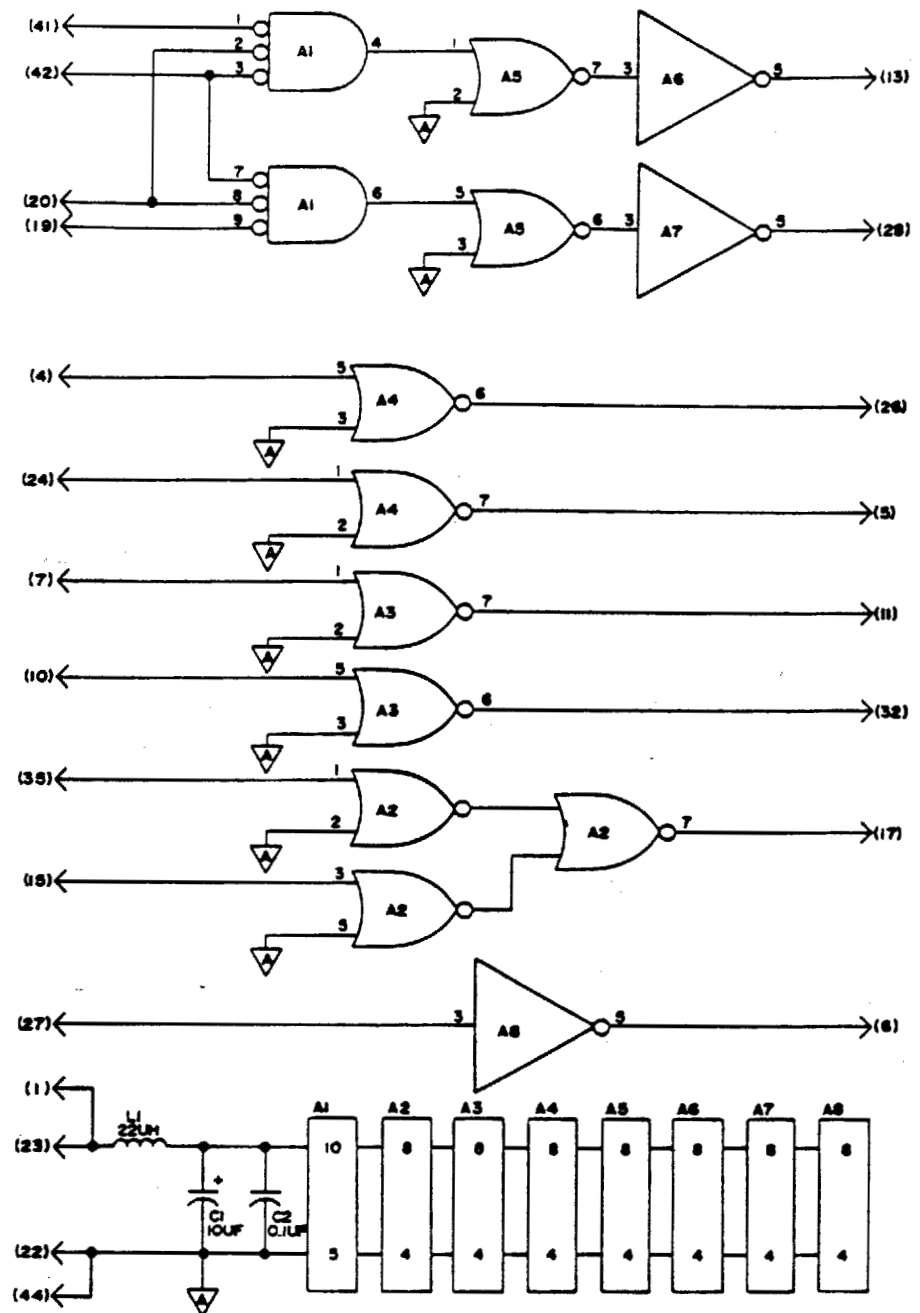 (41) 1 4 1 7 3 5 (13)
2 A1 A5 A6
(42) 3 2
A
7
(20) 8 A1 6 5 A5 6 3 A7 5 (28)
(19) 9 3
A
(4) 5 A4 6 (26)
3
A
(24) 1 A4 7 (5)
2
A
(7) 1 A3 7 (11)
2
A
(10) 5 A3 6 (32)
3
A
(35) 1 A2
2 A2 7 (17)
A
(15) 3 A2
5
A
(27) 3 A8 5 (6)
(1)
L1 A1 A2 A3 A4 A5 A6 A7 A8
22UH
(23) 10 8 8 8 8 8 8 8
+
C1 C2
10UF 0.1UF
(22) 5 4 4 4 4 4 4 4
(44) A